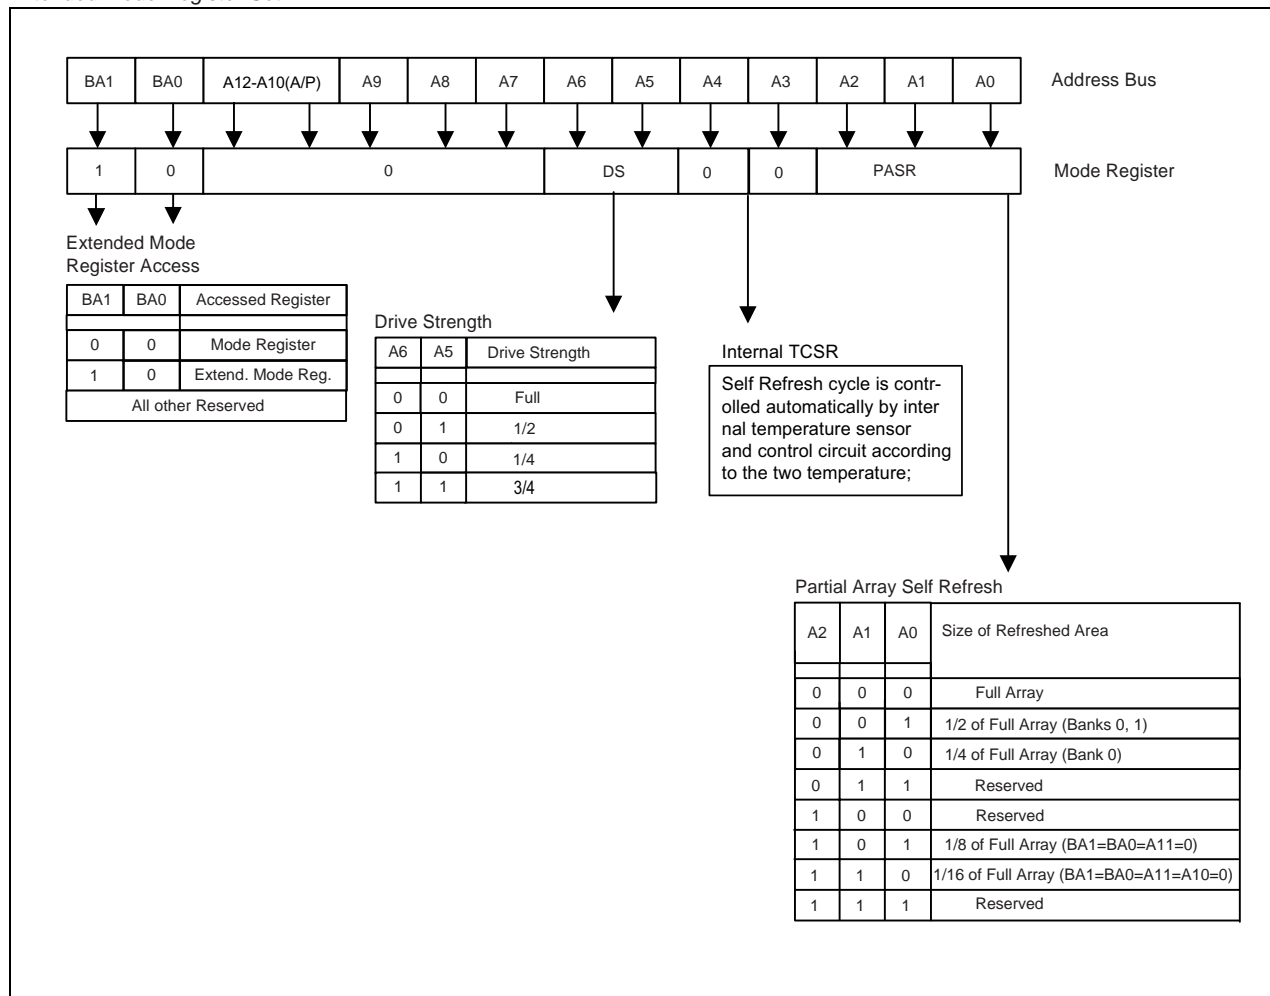 BA1 BA0 A12-A10(A/P) A9 A8 A7 A6 A5 A4 A3 A2 A1 A0 Address Bus
1 0 0 DS 0 0 PASR Mode Register
Extended Mode
Register Access
BA1 BA0 Accessed Register
0 0 Mode Register
1 0 Extend. Mode Reg.
All other Reserved
Drive Strength
A6 A5 Drive Strength
0 0 Full
0 1 1/2
1 0 1/4
1 1 3/4
Internal TCSR
Self Refresh cycle is contr-
olled automatically by inter
nal temperature sensor
and control circuit according
to the two temperature;
Partial Array Self Refresh
A2 A1 A0 Size of Refreshed Area
0 0 0 Full Array
0 0 1 1/2 of Full Array (Banks 0, 1)
0 1 0 1/4 of Full Array (Bank 0)
0 1 1 Reserved
1 0 0 Reserved
1 0 1 1/8 of Full Array (BA1=BA0=A11=0)
1 1 0 1/16 of Full Array (BA1=BA0=A11=A10=0)
1 1 1 Reserved